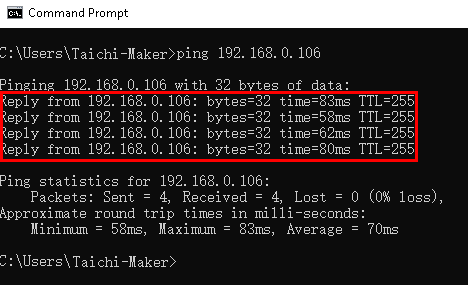 Command Prompt
C:\Users\Taichi-Maker>ping 192.168.0.106
Pinging 192.168.0.106 with 32 bytes of data:
Reply from 192.168.0.106: bytes=32 time=83ms TTL=255
Reply from 192.168.0.106: bytes=32 time=58ms TTL=255
Reply from 192.168.0.106: bytes=32 time=62ms TTL=255
Reply from 192.168.0.106: bytes=32 time=80ms TTL=255
Ping statistics for 192.168.0.106:
Packets: Sent = 4, Received = 4, Lost = 0 (0% loss),
Approximate round trip times in milli-seconds:
Minimum = 58ms, Maximum = 83ms, Average = 70ms
C:\Users\Taichi-Maker>